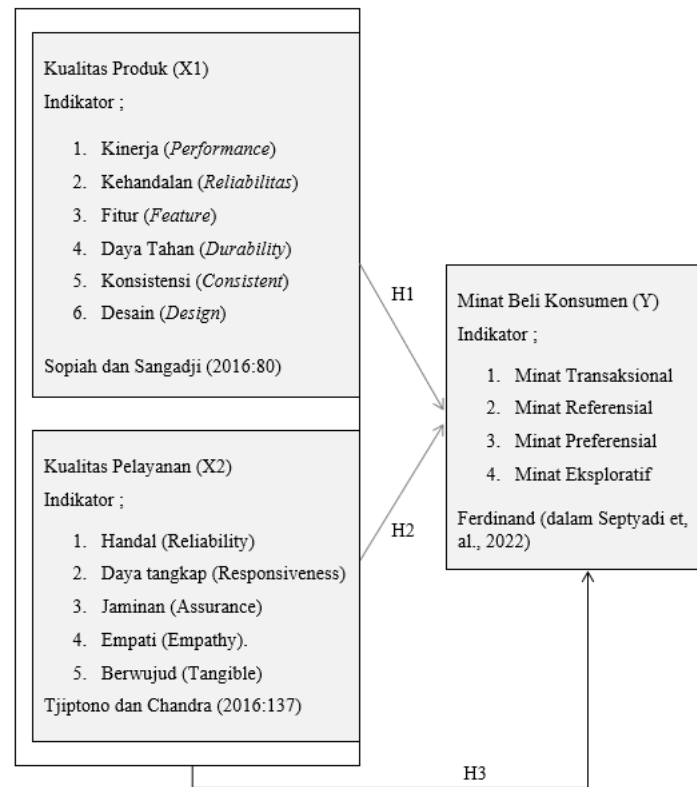 Kualitas Produk (X1)
Indikator ;
1. Kinerja (Performance)
2. Kehandalan (Reliabilitas)
3. Fitur (Feature)
4. Daya Tahan (Durability)
5. Konsistensi (Consistent)
6. Desain (Design)
Sopiah dan Sangadji (2016:80)
Kualitas Pelayanan (X2)
Indikator ;
1. Handal (Reliability)
2. Daya tangkap (Responsiveness)
3. Jaminan (Assurance)
4. Empati (Empathy).
5. Berwujud (Tangible)
Tjiptono dan Chandra (2016:137)
H1
H2
Minat Beli Konsumen (Y)
Indikator ;
1. Minat Transaksional
2. Minat Referensial
3. Minat Preferensial
4. Minat Eksploratif
Ferdinand (dalam Septyadi et,
al., 2022)
H3